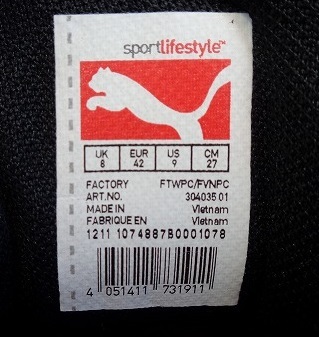 sportlifestyle™
UK EUR US CM
8 42 9 27
FACTORY FTWPC/FVNPC
ART.NO. 304035 01
MADE IN Vietnam
FABRIQUE EN Vietnam
1211 1074887B0001078
4 051411 731911